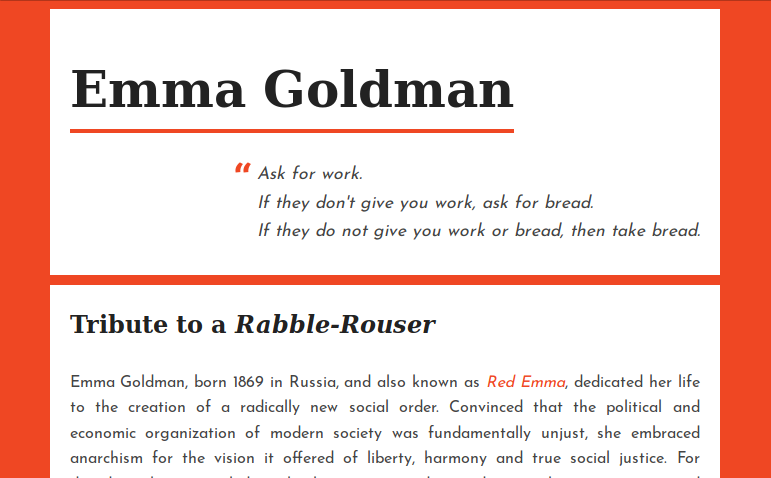 Emma Goldman
“ Ask for work.
If they don't give you work, ask for bread.
If they do not give you work or bread, then take bread.
Tribute to a Rabble-Rouser
Emma Goldman, born 1869 in Russia, and also known as Red Emma, dedicated her life
to the creation of a radically new social order. Convinced that the political and
economic organization of modern society was fundamentally unjust, she embraced
anarchism for the vision it offered of liberty, harmony and true social justice. For